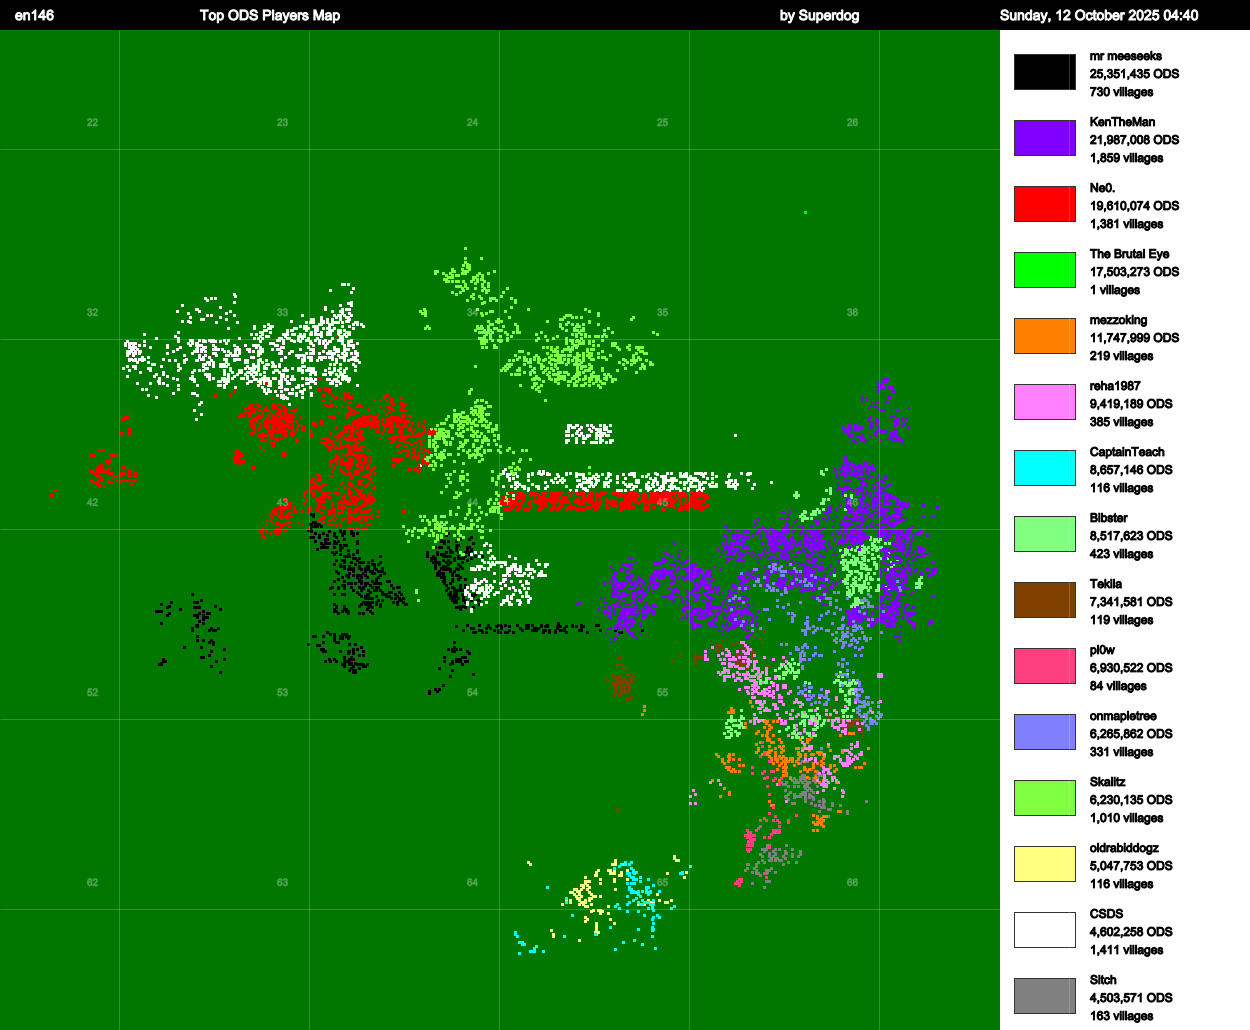 en146 Top ODS Players Map by Superdog Sunday, 12 October 2025 04:40
mr meeseeks
25,351,435 ODS
730 villages
KenTheMan
21,987,008 ODS
1,859 villages
Ne0.
19,610,074 ODS
1,381 villages
The Brutal Eye
17,503,273 ODS
1 villages
mezzoking
11,747,999 ODS
219 villages
reha1987
9,419,189 ODS
385 villages
CaptainTeach
8,657,146 ODS
116 villages
Bibster
8,517,623 ODS
423 villages
Tekila
7,341,581 ODS
119 villages
pl0w
6,930,522 ODS
84 villages
onmapletree
6,265,862 ODS
331 villages
Skalitz
6,230,135 ODS
1,010 villages
oldrabiddogz
5,047,753 ODS
116 villages
CSDS
4,602,258 ODS
1,411 villages
Sitch
4,503,571 ODS
163 villages
22 23 24 25 26
32 33 34 35 36
42 43 44 45 46
52 53 54 55
62 63 64 65 66